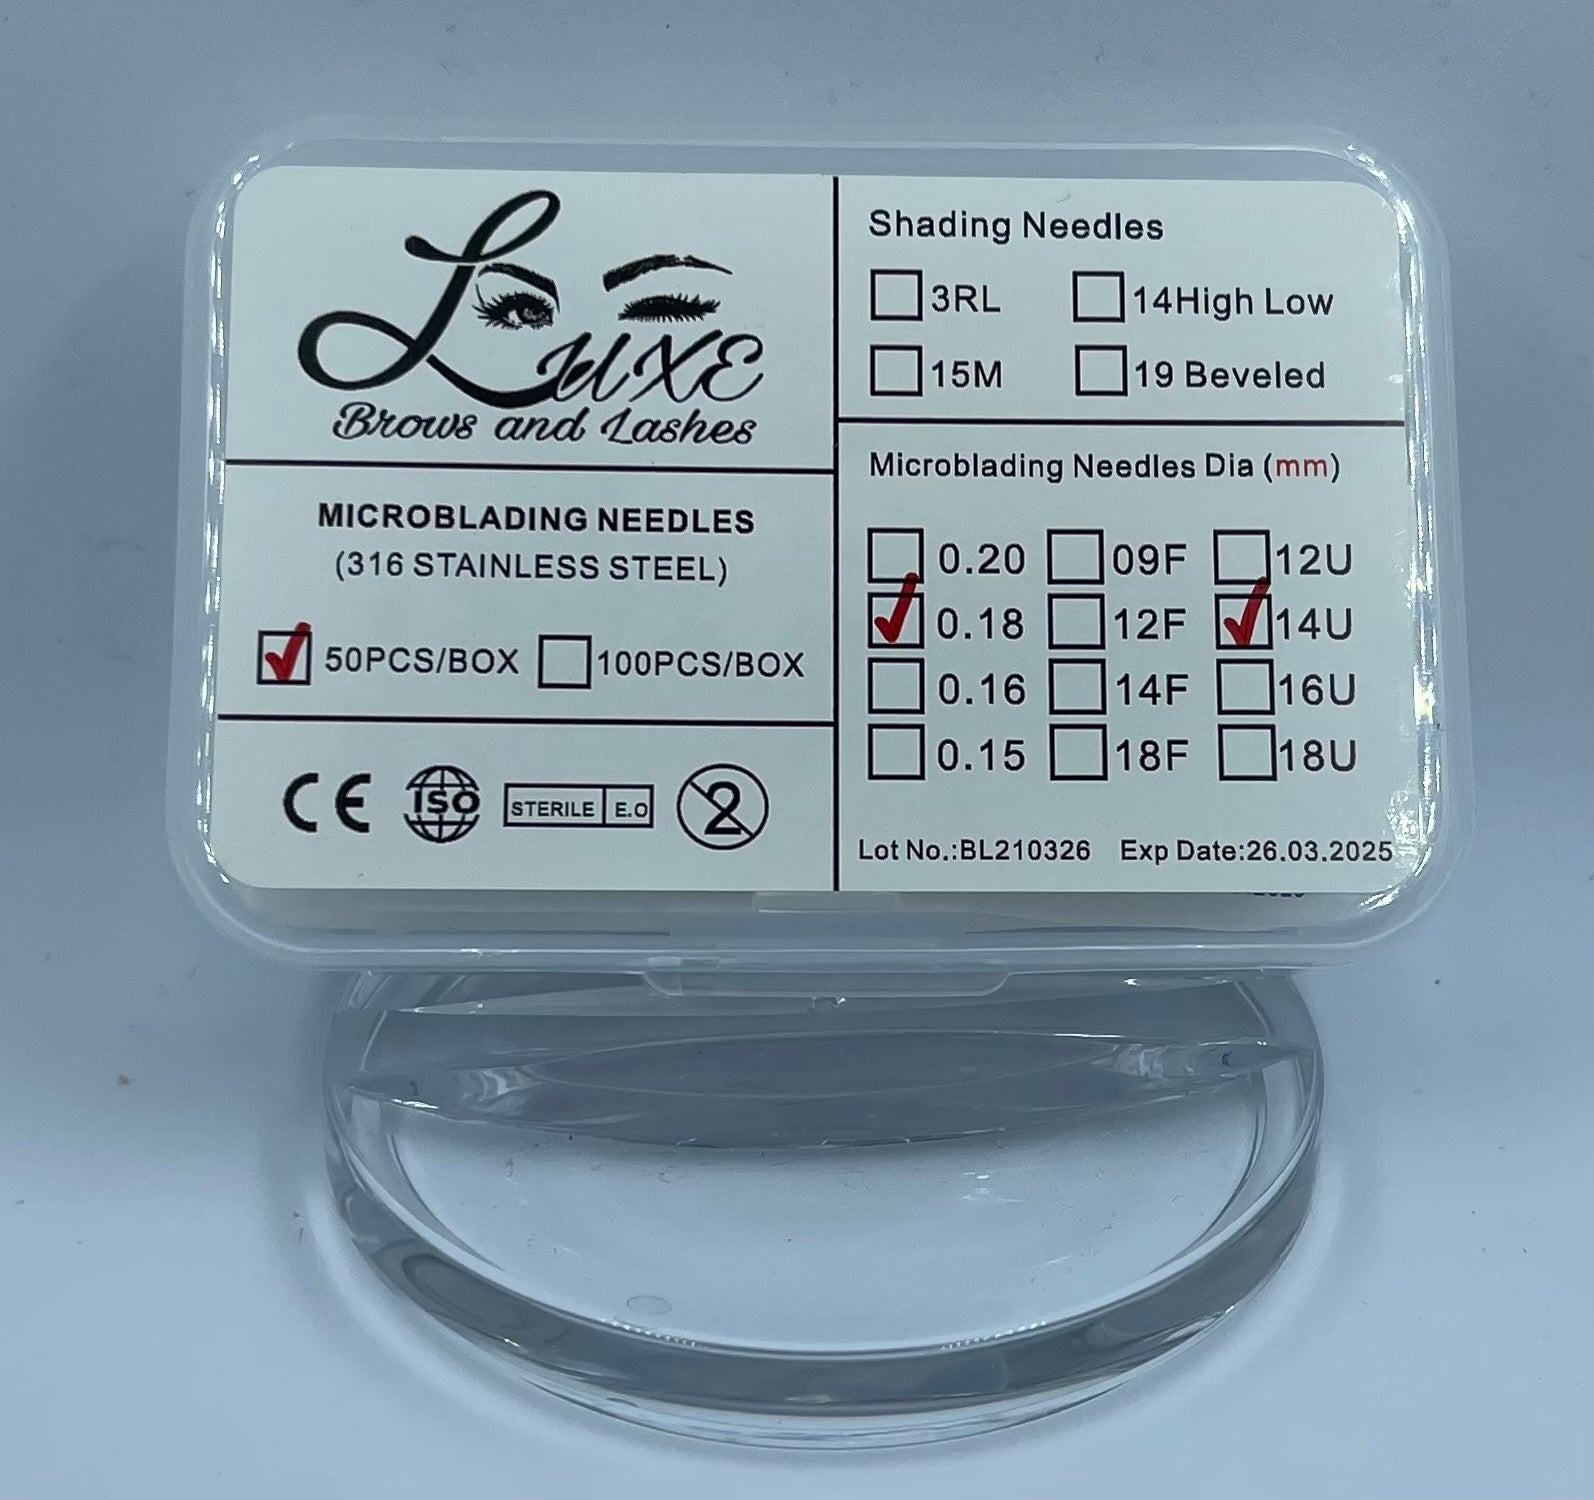 Luxe
Brows and Lashes
MICROBLADING NEEDLES
(316 STAINLESS STEEL)
50PCS/BOX 100PCS/BOX
CE ISO STERILE E.O 2
Shading Needles
3RL 14High Low
15M 19 Beveled
Microblading Needles Dia (mm)
0.20 09F 12U
0.18 12F 14U
0.16 14F 16U
0.15 18F 18U
Lot No.:BL210326 Exp Date:26.03.2025